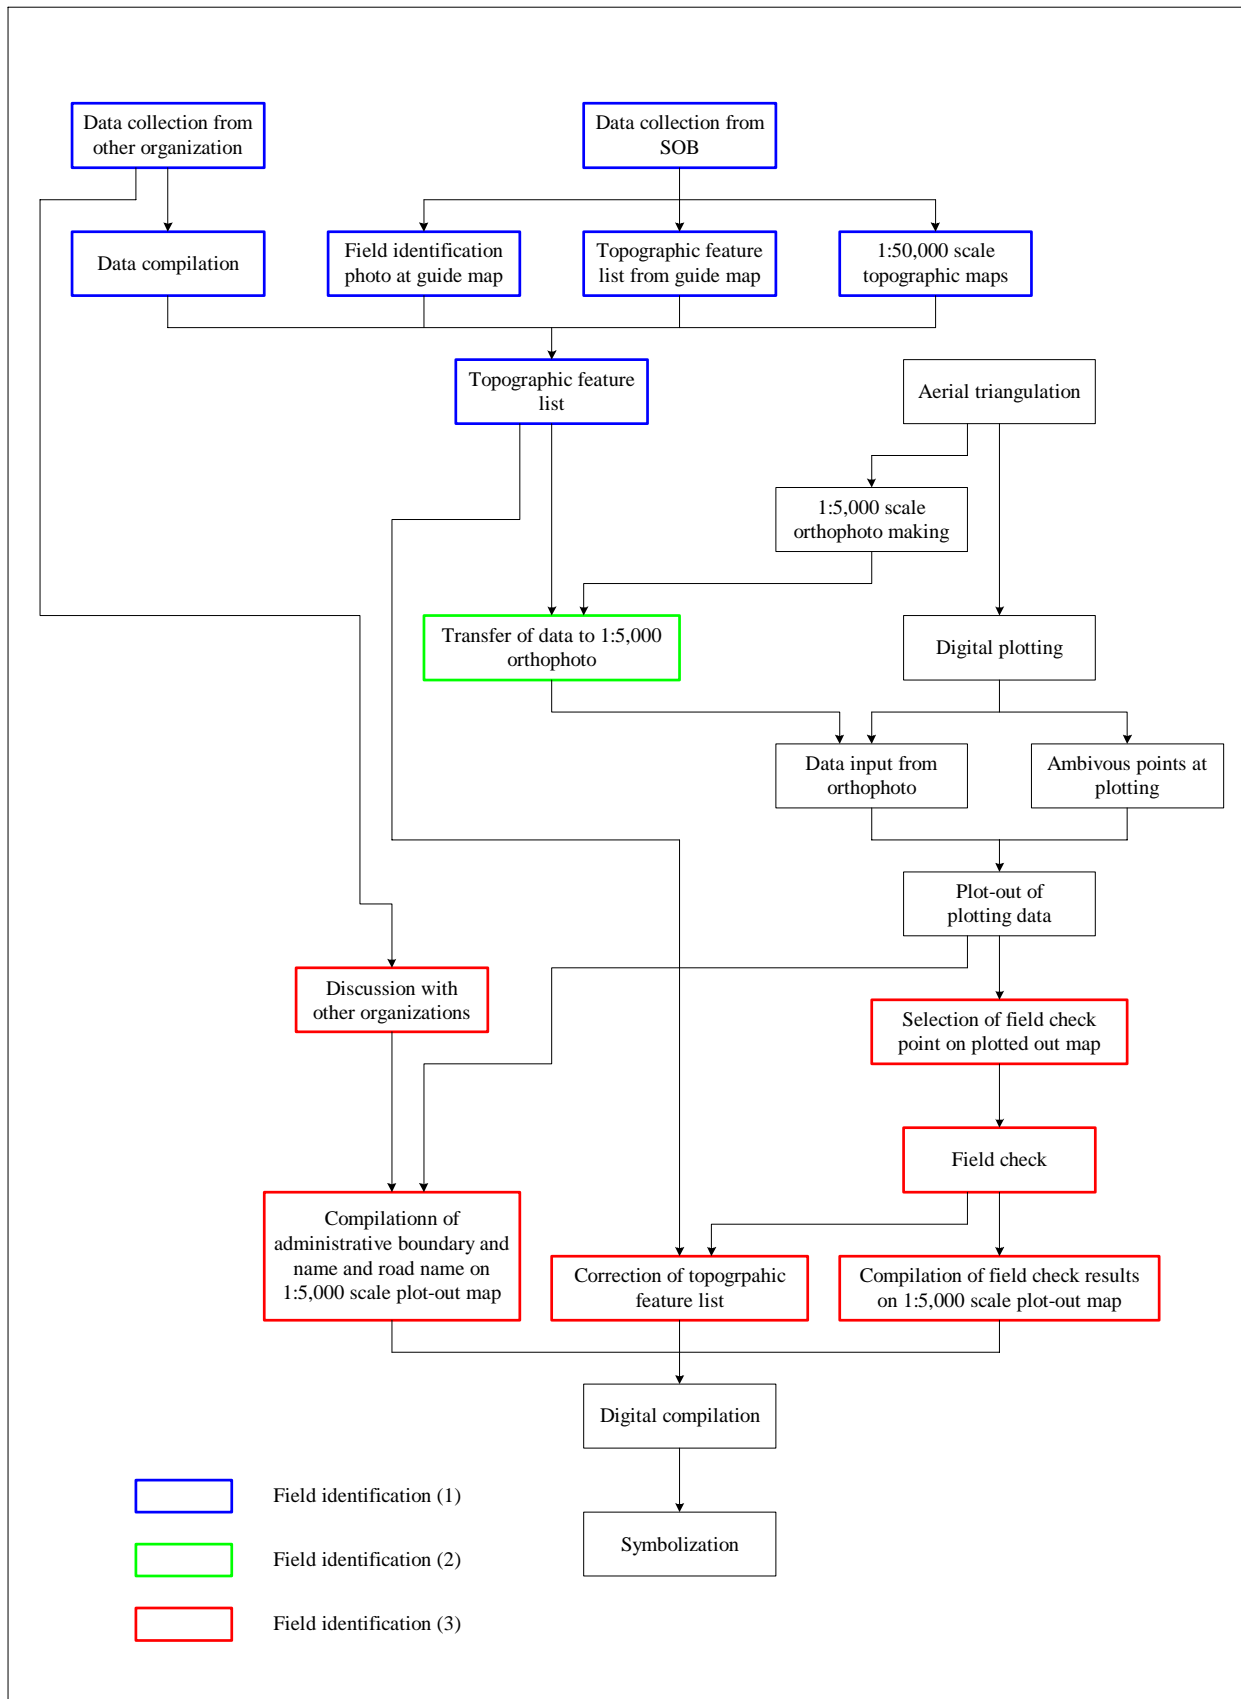 Data collection from
other organization
Data collection from
SOB
Data compilation
Field identification
photo at guide map
Topographic feature
list from guide map
1:50,000 scale
topographic maps
Topographic feature
list
Aerial triangulation
1:5,000 scale
orthophoto making
Transfer of data to 1:5,000
orthophoto
Digital plotting
Data input from
orthophoto
Ambivous points at
plotting
Plot-out of
plotting data
Discussion with
other organizations
Selection of field check
point on plotted out map
Field check
Compilationn of
administrative boundary and
name and road name on
1:5,000 scale plot-out map
Correction of topogrpahic
feature list
Compilation of field check results
on 1:5,000 scale plot-out map
Digital compilation
Symbolization
Field identification (1)
Field identification (2)
Field identification (3)